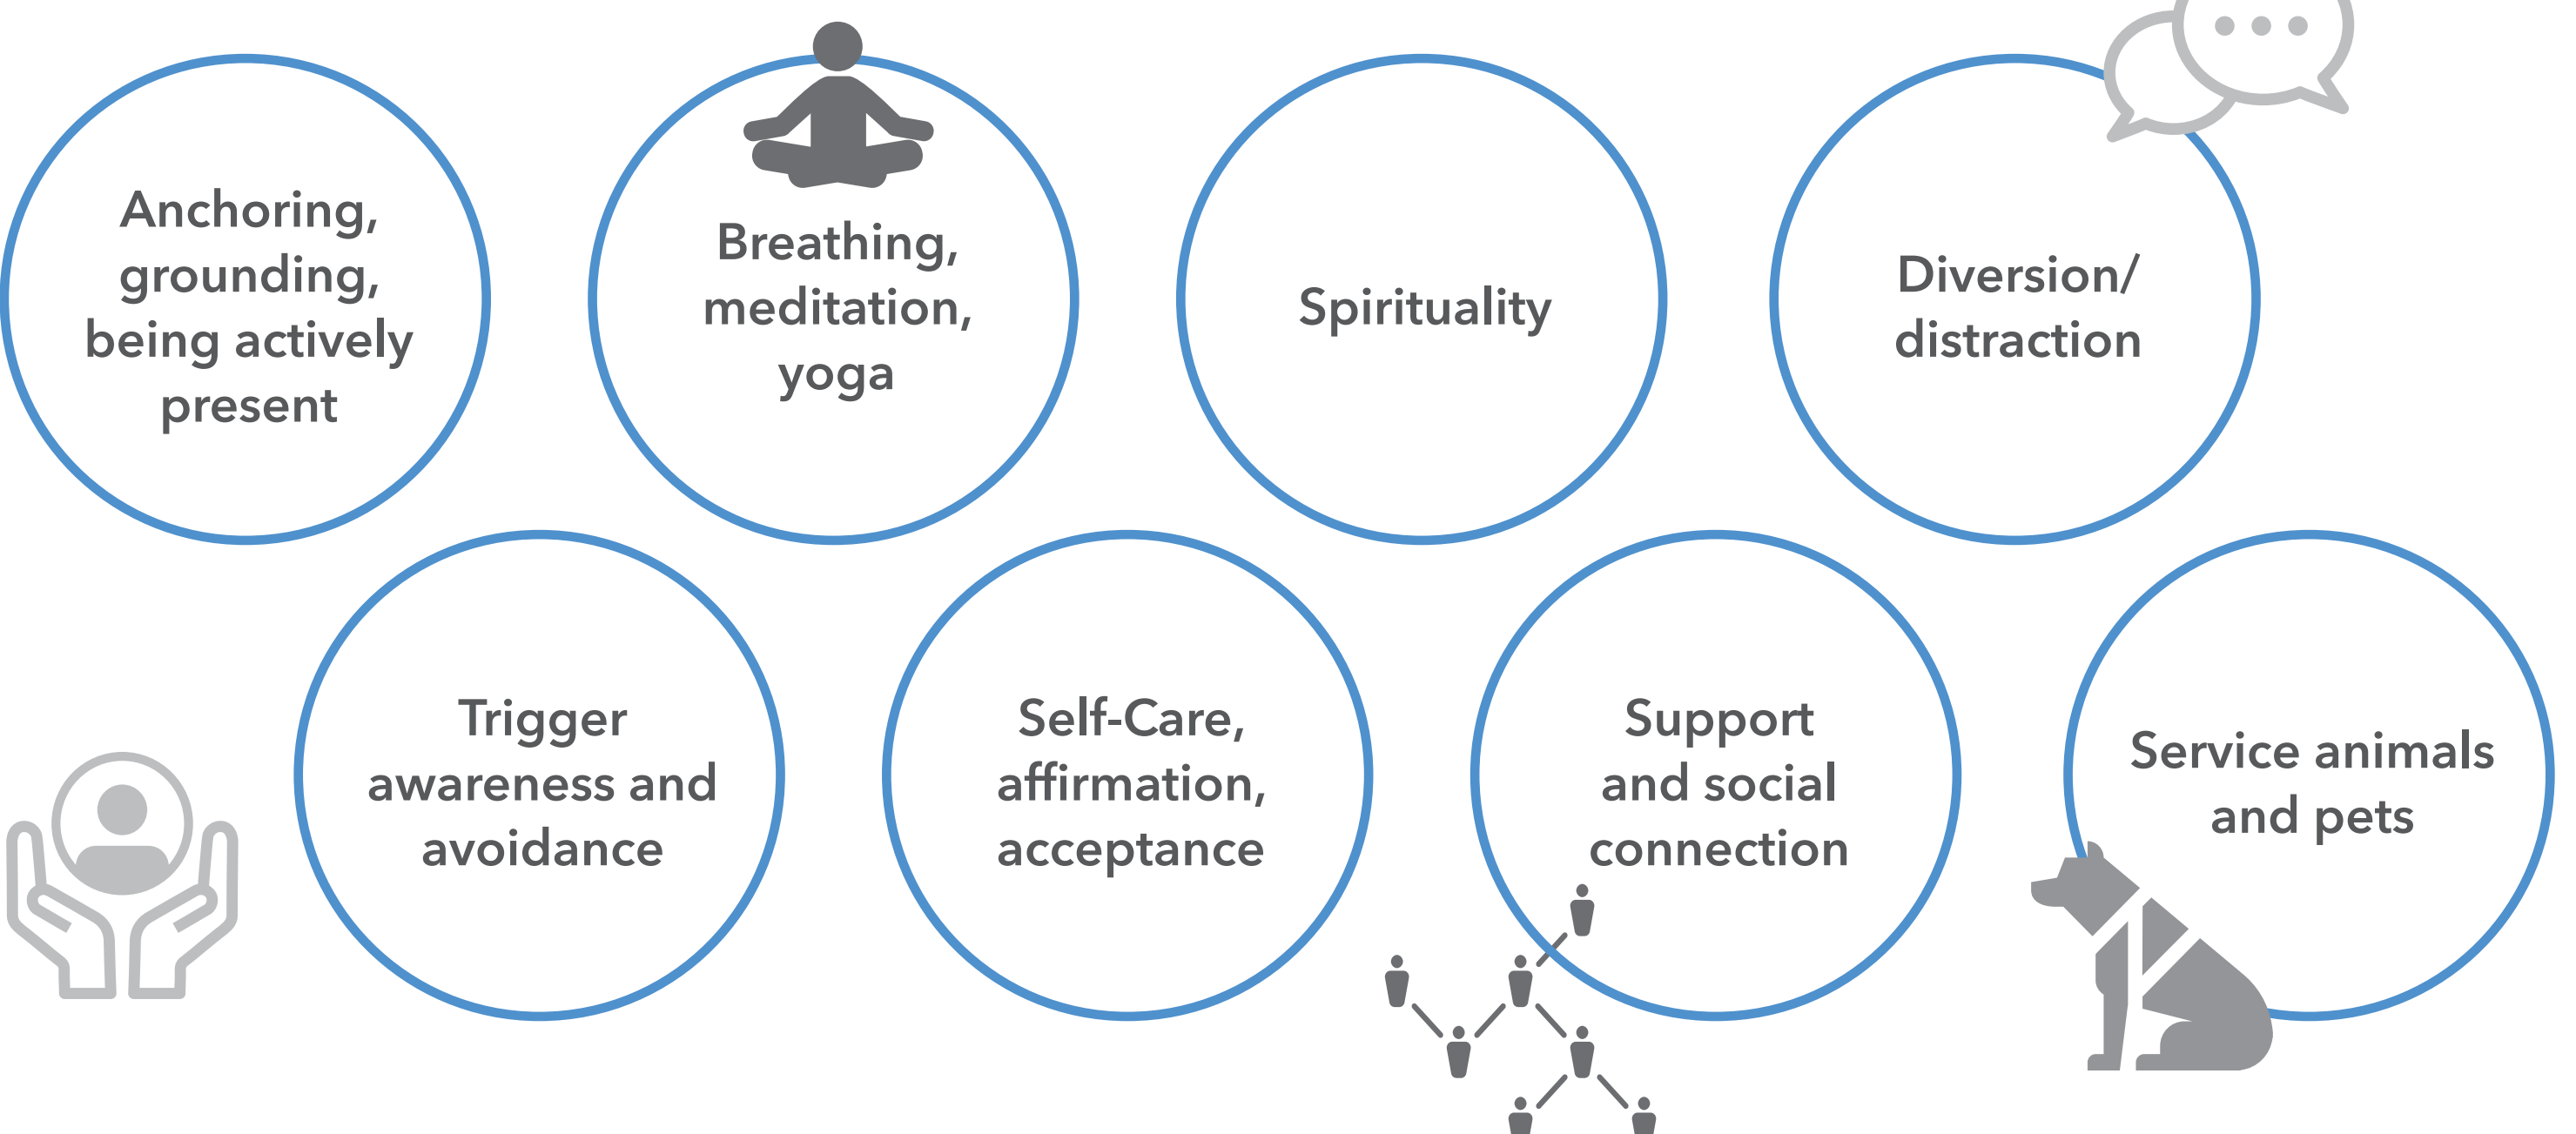 Anchoring,
grounding,
being actively
present
Breathing,
meditation,
yoga
Spirituality
Diversion/
distraction
Trigger
awareness and
avoidance
Self-Care,
affirmation,
acceptance
Support
and social
connection
Service animals
and pets